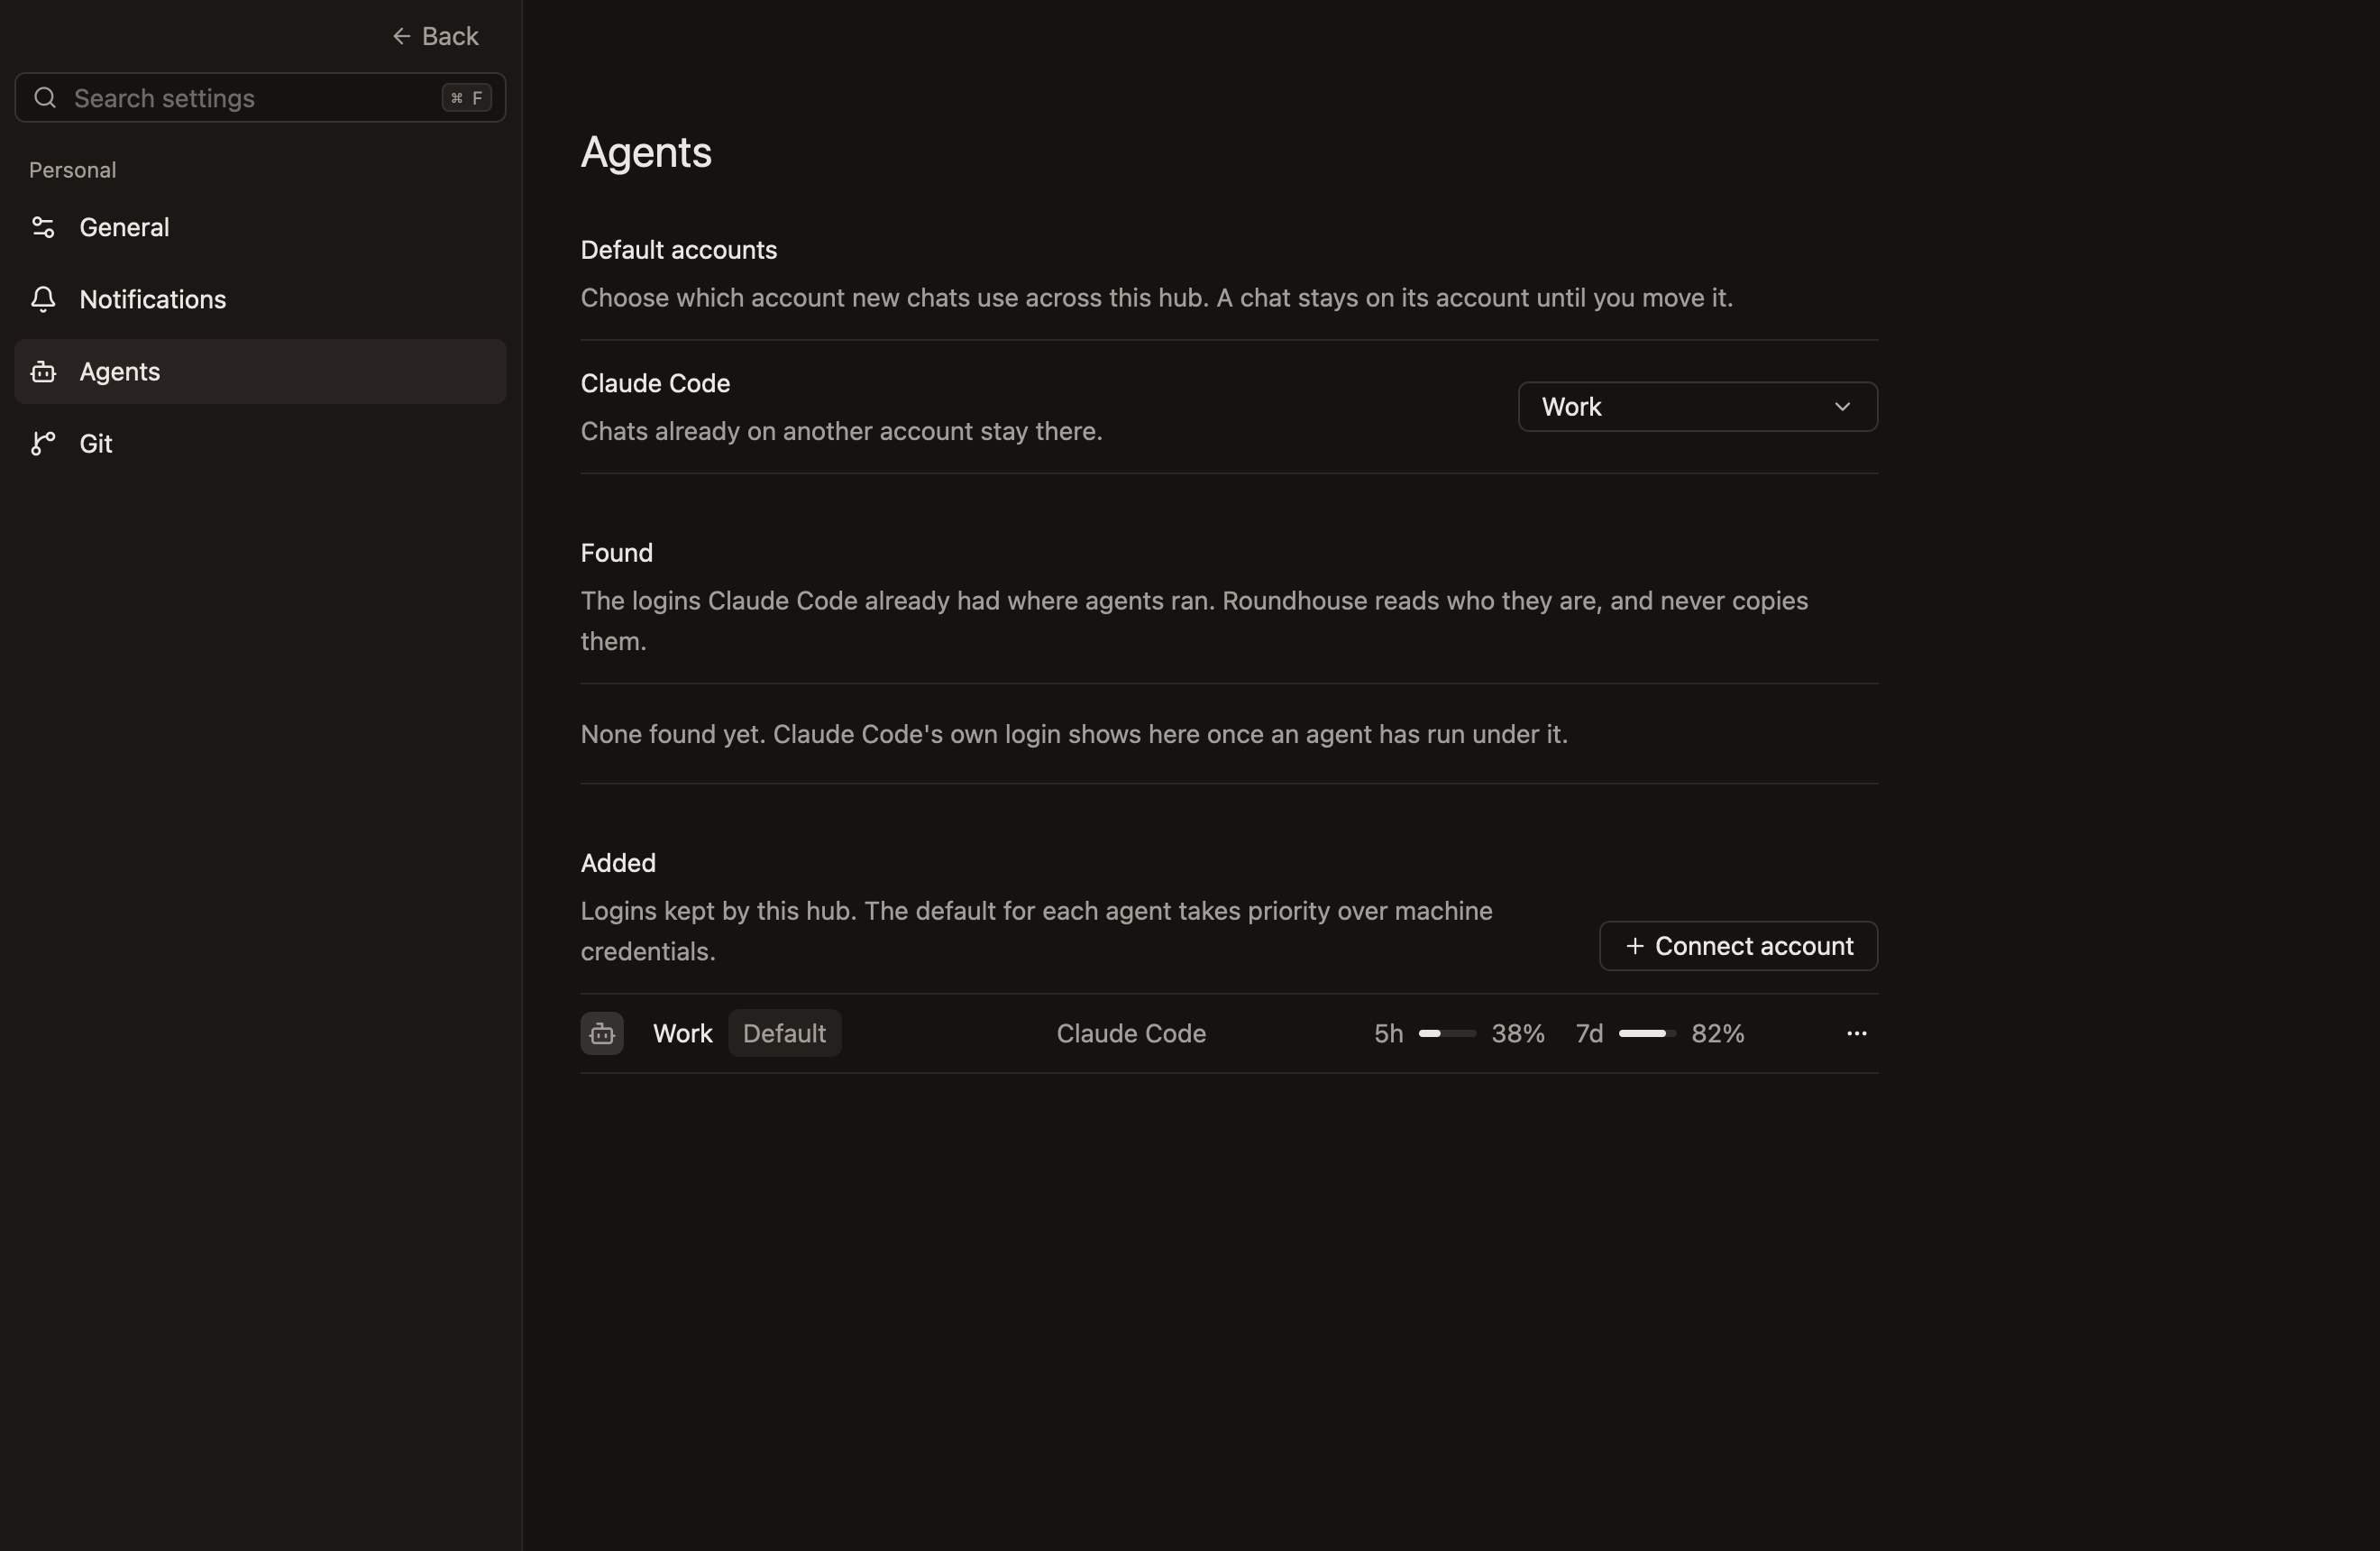 Back
Search settings
⌘ F
Personal
General
Notifications
Agents
Git
Agents
Default accounts
Choose which account new chats use across this hub. A chat stays on its account until you move it.
Claude Code
Chats already on another account stay there.
Work
Found
The logins Claude Code already had where agents ran. Roundhouse reads who they are, and never copies
them.
None found yet. Claude Code's own login shows here once an agent has run under it.
Added
Logins kept by this hub. The default for each agent takes priority over machine
credentials.
Connect account
Work Default Claude Code 5h 38% 7d 82%